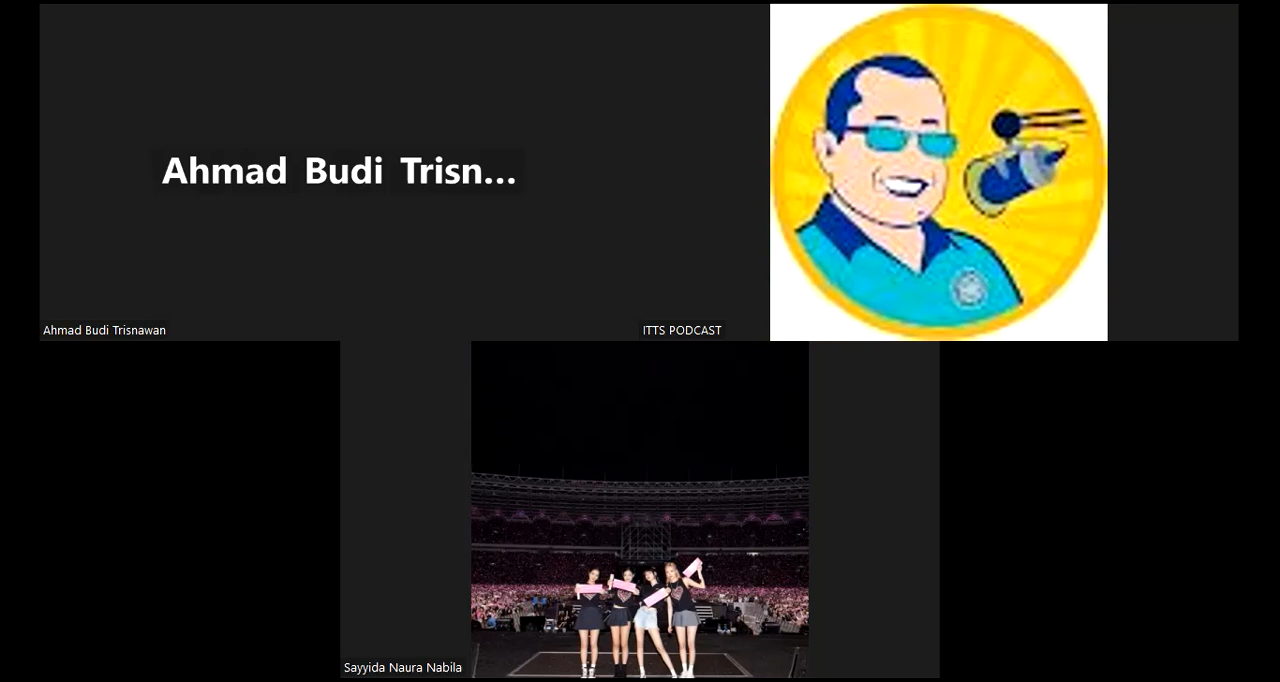 Ahmad Budi Trisn...
Ahmad Budi Trisnawan
ITTS PODCAST
Sayyida Naura Nabila